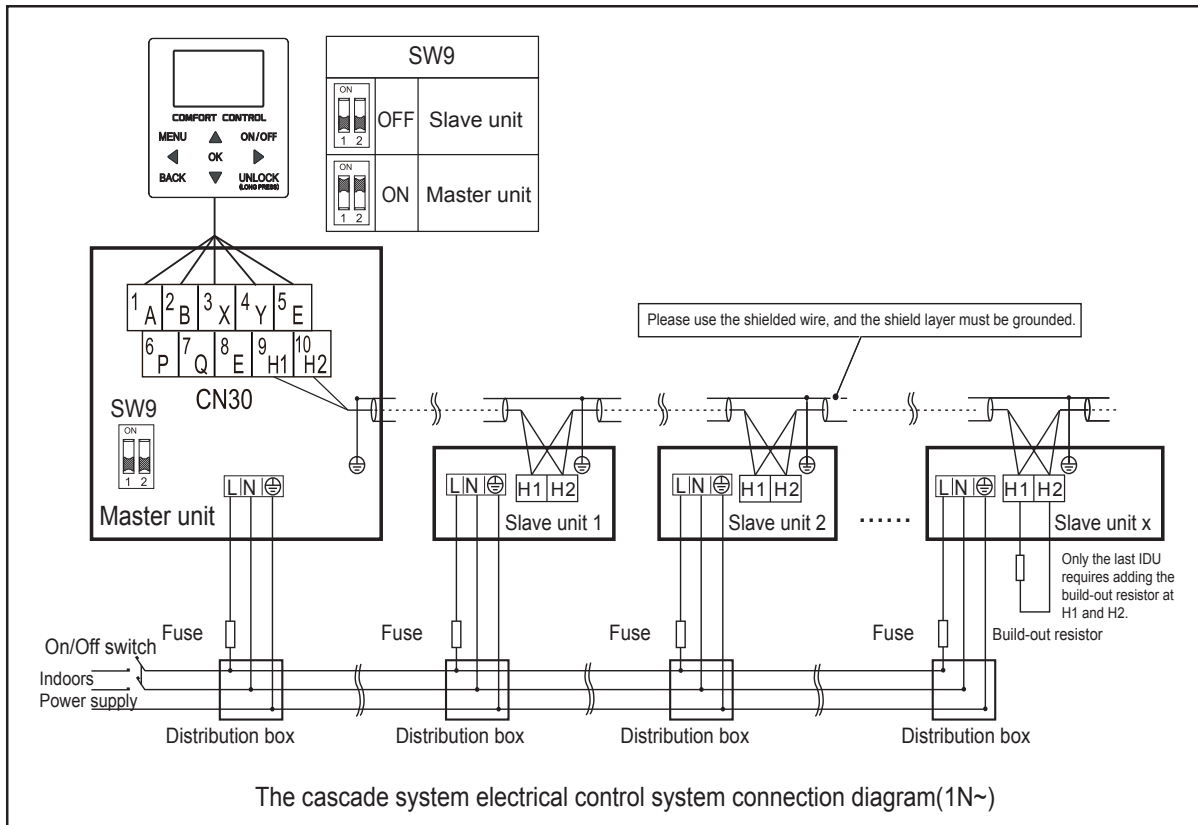 COMFORT CONTROL
MENU ON/OFF
OK
BACK UNLOCK
(LONG PRESS)
SW9
ON
1 2
OFF Slave unit
ON
1 2
ON Master unit
1 A 2 B 3 X 4 Y 5 E
6 P 7 Q 8 E 9 H1 10 H2
CN30
SW9
ON
1 2
Master unit
L N
Please use the shielded wire, and the shield layer must be grounded.
L N
H1 H2
Slave unit 1
L N
H1 H2
Slave unit 2
......
L N
H1 H2
Slave unit x
Only the last IDU
requires adding the
build-out resistor at
H1 and H2.
Build-out resistor
Fuse
Fuse
Fuse
Fuse
On/Off switch
Indoors
Power supply
Distribution box
Distribution box
Distribution box
Distribution box
The cascade system electrical control system connection diagram(1N~)